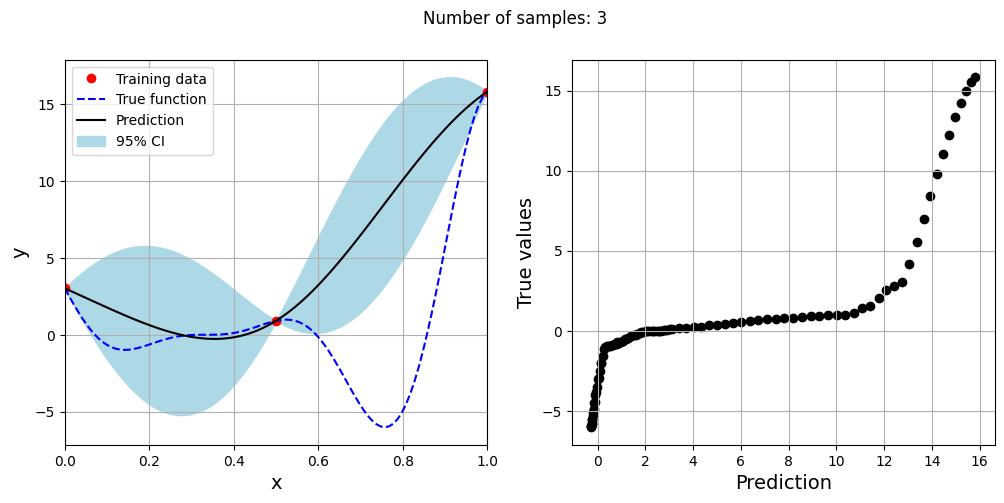 Number of samples: 3
Training data
True function
Prediction
95% CI
15
10
5
0
−5
y
0.0 0.2 0.4 0.6 0.8 1.0
x
15
10
5
0
−5
True values
0 2 4 6 8 10 12 14 16
Prediction